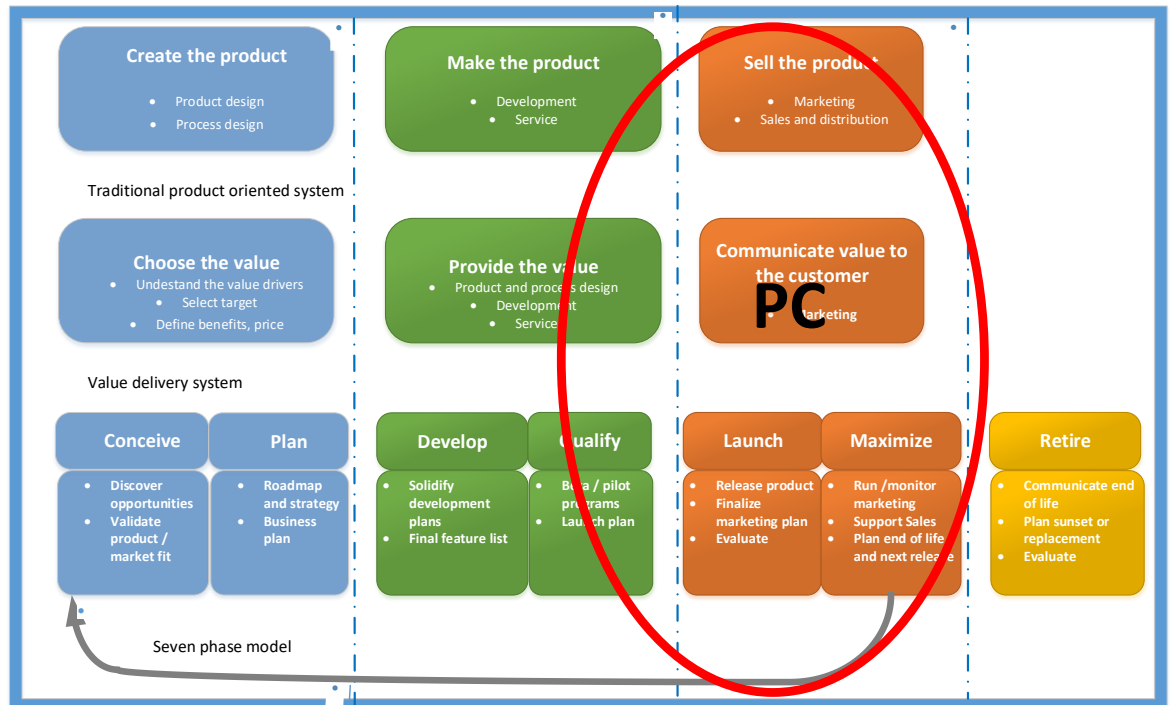 Create the product
• Product design
• Process design
Make the product
• Development
• Service
Sell the product
• Marketing
• Sales and distribution
Traditional product oriented system
Choose the value
• Undestand the value drivers
• Select target
• Define benefits, price
Provide the value
• Product and process design
• Development
• Service
Communicate value to
the customer
PC
• Marketing
Value delivery system
Conceive
• Discover
opportunities
• Validate
product /
market fit
Plan
• Roadmap
and strategy
• Business
plan
Develop
• Solidify
development
plans
• Final feature list
Qualify
• Beta / pilot
programs
• Launch plan
Launch
• Release product
• Finalize
marketing plan
• Evaluate
Maximize
• Run /monitor
marketing
• Support Sales
• Plan end of life
and next release
Retire
• Communicate end
of life
• Plan sunset or
replacement
• Evaluate
Seven phase model